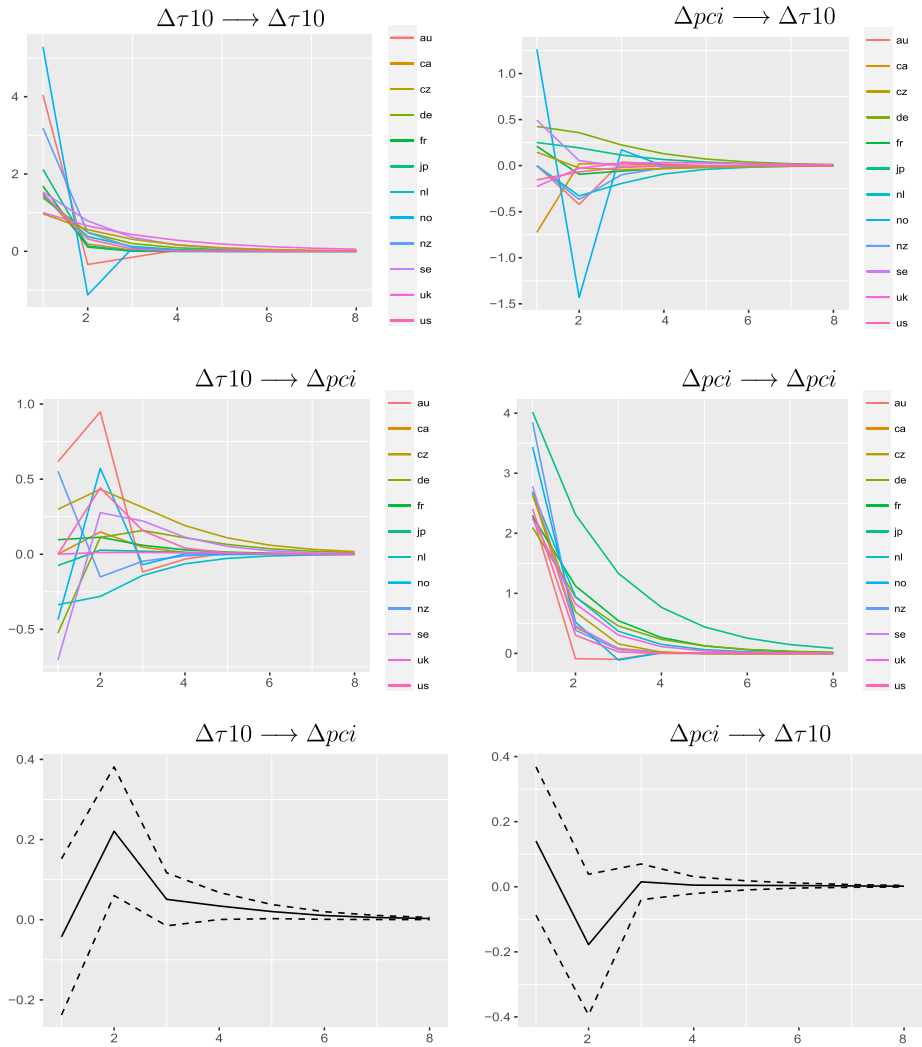 Δτ10 ⟶ Δτ10
4
2
0
2
4
6
8
au
ca
cz
de
fr
jp
nl
no
nz
se
uk
us
Δpci ⟶ Δτ10
1.0
0.5
0.0
−0.5
−1.0
−1.5
2
4
6
8
au
ca
cz
de
fr
jp
nl
no
nz
se
uk
us
Δτ10 ⟶ Δpci
1.0
0.5
0.0
−0.5
2
4
6
8
au
ca
cz
de
fr
jp
nl
no
nz
se
uk
us
Δpci ⟶ Δpci
4
3
2
1
0
2
4
6
8
au
ca
cz
de
fr
jp
nl
no
nz
se
uk
us
Δτ10 ⟶ Δpci
0.4
0.2
0.0
−0.2
2
4
6
8
Δpci ⟶ Δτ10
0.4
0.2
0.0
−0.2
−0.4
2
4
6
8